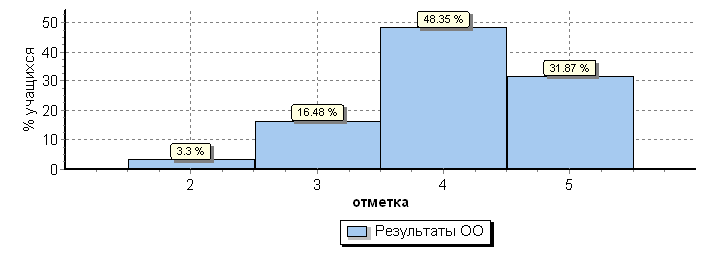 % учащихся
50
40
30
20
10
0
3.3 %
16.48 %
48.35 %
31.87 %
2 3 4 5
отметка
Результаты ОО